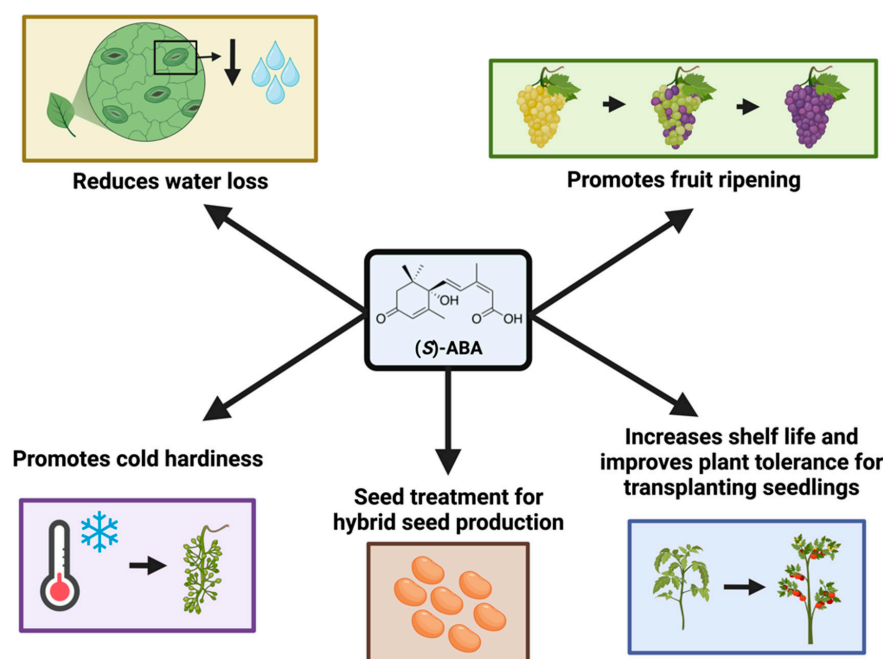 Reduces water loss
Promotes fruit ripening
OH
O
O
OH
(S)-ABA
Promotes cold hardiness
Seed treatment for
hybrid seed production
Increases shelf life and
improves plant tolerance for
transplanting seedlings